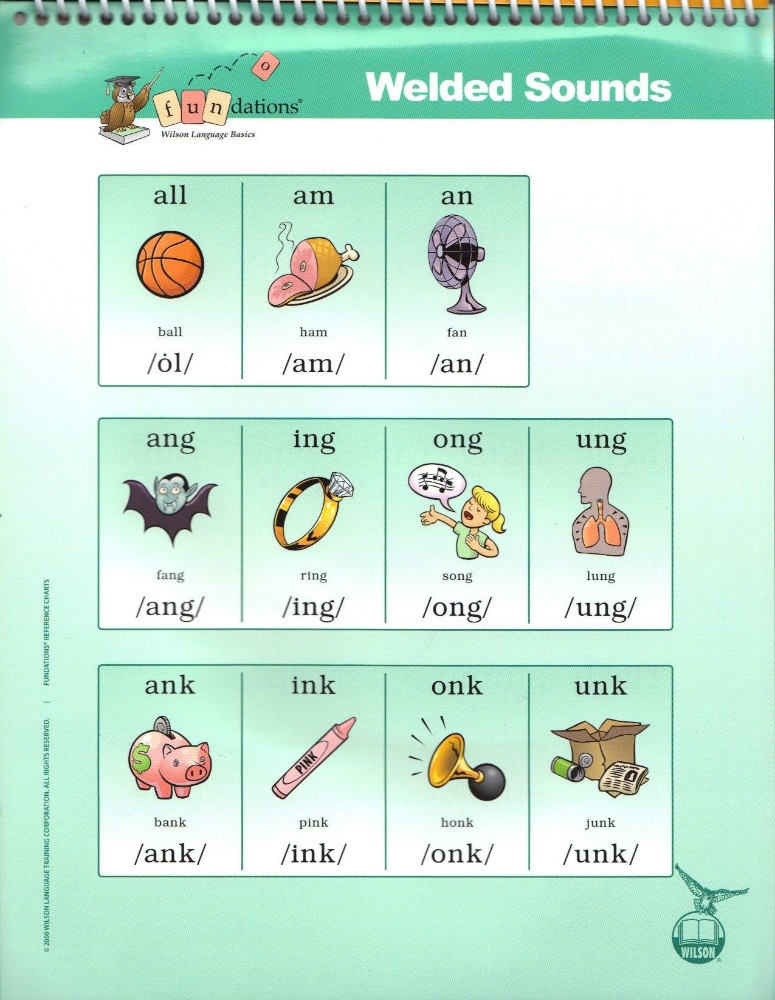 Welded Sounds
o
fundations®
Wilson Language Basics
all am an
ball ham fan
/ȯl/ /am/ /an/
ang ing ong ung
fang ring song lung
/ang/ /ing/ /ong/ /ung/
ank ink onk unk
$ PINK
bank pink honk junk
/ank/ /ink/ /onk/ /unk/
WILSON®
© 2006 WILSON LANGUAGE TRAINING CORPORATION. ALL RIGHTS RESERVED. | FUNDATIONS® REFERENCE CHARTS